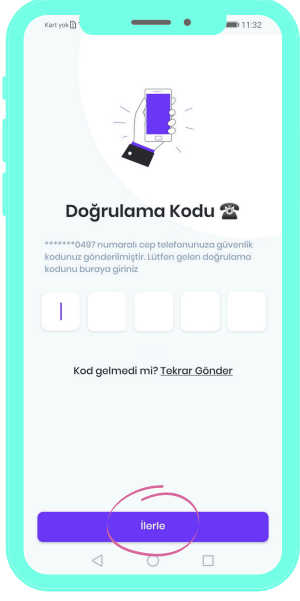 Kart yok 11:32
Doğrulama Kodu ☎
*******0497 numaralı cep telefonunuza güvenlik
kodunuz gönderilmiştir. Lütfen gelen doğrulama
kodunu buraya giriniz
Kod gelmedi mi? Tekrar Gönder
İlerle